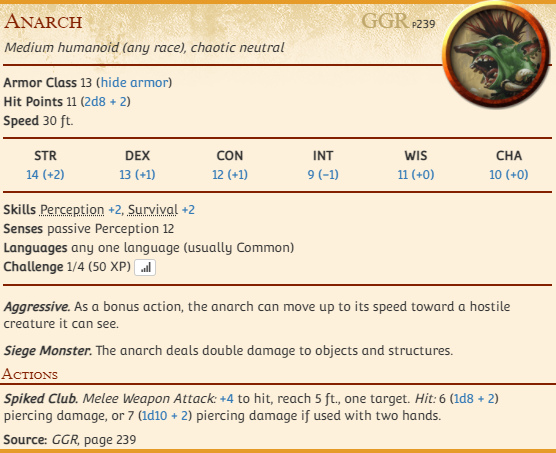 Anarch GGR p239
Medium humanoid (any race), chaotic neutral
Armor Class 13 (hide armor)
Hit Points 11 (2d8 + 2)
Speed 30 ft.
STR DEX CON INT WIS CHA
14 (+2) 13 (+1) 12 (+1) 9 (−1) 11 (+0) 10 (+0)
Skills Perception +2, Survival +2
Senses passive Perception 12
Languages any one language (usually Common)
Challenge 1/4 (50 XP)
Aggressive. As a bonus action, the anarch can move up to its speed toward a hostile
creature it can see.
Siege Monster. The anarch deals double damage to objects and structures.
Actions
Spiked Club. Melee Weapon Attack: +4 to hit, reach 5 ft., one target. Hit: 6 (1d8 + 2)
piercing damage, or 7 (1d10 + 2) piercing damage if used with two hands.
Source: GGR, page 239